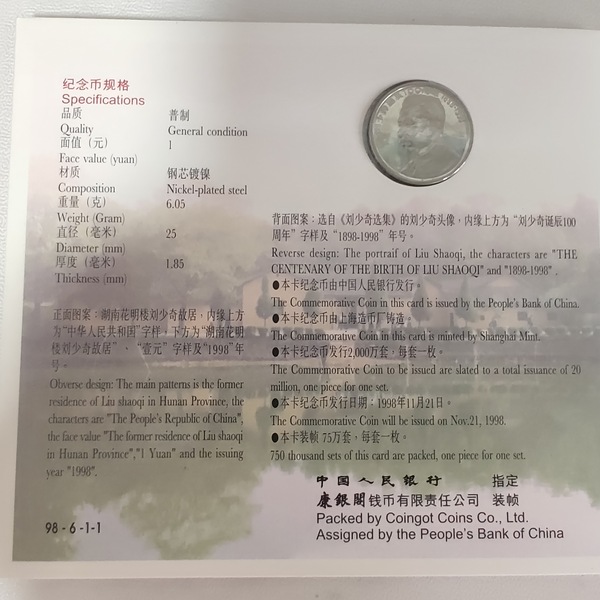 纪念币规格
Specifications
品质 普制
Quality General condition
面值（元） 1
Face value (yuan)
材质 钢芯镀镍
Composition Nickel-plated steel
重量（克） 6.05
Weight (Gram)
直径（毫米） 25
Diameter (mm)
厚度（毫米） 1.85
Thickness (mm)
正面图案：湖南花明楼刘少奇故居，内缘上方
为“中华人民共和国”字样，下方为“湖南花明
楼刘少奇故居”、“壹元”字样及“1998”年
号。
Obverse design: The main patterns is the former
residence of Liu shaoqi in Hunan Province, the
characters are "The People's Republic of China",
the face value "The former residence of Liu shaoqi
in Hunan Province","1 Yuan" and the issuing
year "1998".
98-6-1-1
背面图案：选自《刘少奇选集》的刘少奇头像，内缘上方为“刘少奇诞辰100
周年”字样及“1898-1998”年号。
Reverse design: The portraif of Liu Shaoqi, the characters are "THE
CENTENARY OF THE BIRTH OF LIU SHAOQI" and "1898-1998" .
●本卡纪念币由中国人民银行发行。
The Commemorative Coin in this card is issued by the People's Bank of China.
●本卡纪念币由上海造币厂铸造。
The Commemorative Coin in this card is minted by Shanghai Mint.
●本卡纪念币发行2,000万套，每套一枚。
The Commemorative Coin to be issued are slated to a total issuance of 20
million, one piece for one set.
●本卡纪念币发行日期：1998年11月21日。
The Commemorative Coin will be issued on Nov.21, 1998.
●本卡装帧 75万套，每套一枚。
750 thousand sets of this card are packed, one piece for one set.
中国人民银行 指定
康銀閣钱币有限责任公司 装帧
Packed by Coingot Coins Co., Ltd.
Assigned by the People's Bank of China